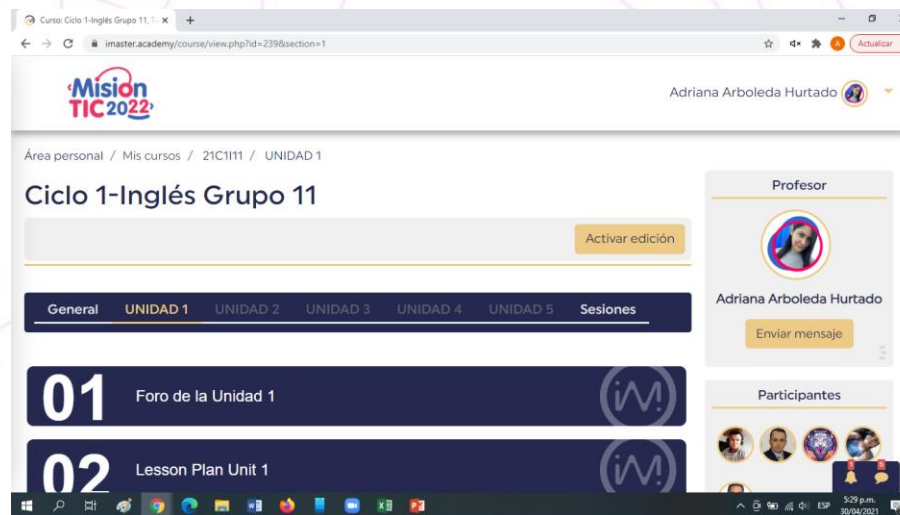 Curso: Ciclo 1-Inglés Grupo 11, T
imaster.academy/course/view.php?id=239&section=1
Actualizar
Misión
TIC 2022
Adriana Arboleda Hurtado
Área personal / Mis cursos / 21C1I11 / UNIDAD 1
Ciclo 1-Inglés Grupo 11
Activar edición
General UNIDAD 1 UNIDAD 2 UNIDAD 3 UNIDAD 4 UNIDAD 5 Sesiones
01 Foro de la Unidad 1
02 Lesson Plan Unit 1
Profesor
Adriana Arboleda Hurtado
Enviar mensaje
Participantes
ESP
5:29 p.m.
30/04/2021